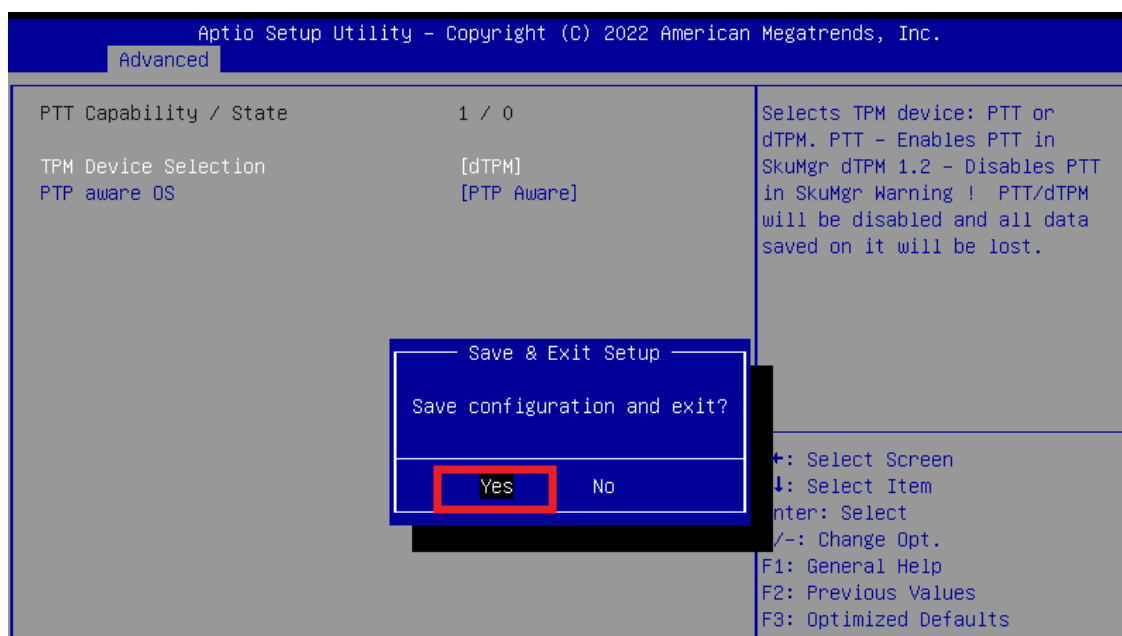 Aptio Setup Utility – Copyright (C) 2022 American Megatrends, Inc.
Advanced
PTT Capability / State 1 / 0
TPM Device Selection [dTPM]
PTP aware OS [PTP Aware]
Selects TPM device: PTT or
dTPM. PTT – Enables PTT in
SkuMgr dTPM 1.2 – Disables PTT
in SkuMgr Warning ! PTT/dTPM
will be disabled and all data
saved on it will be lost.
Save & Exit Setup
Save configuration and exit?
Yes No
←: Select Screen
↓: Select Item
nter: Select
/-: Change Opt.
F1: General Help
F2: Previous Values
F3: Optimized Defaults